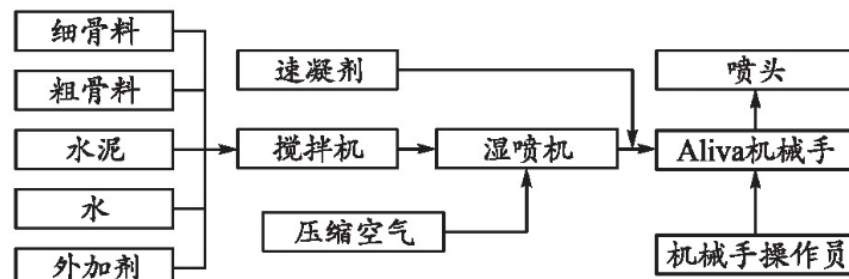 细骨料
粗骨料
水泥
水
外加剂
速凝剂
搅拌机
湿喷机
压缩空气
喷头
Aliva机械手
机械手操作员